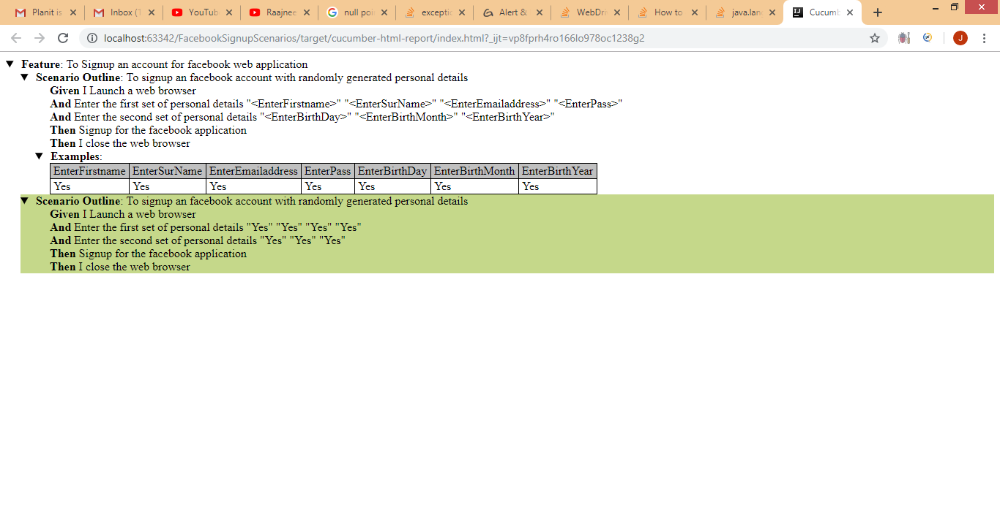 Planit is
Inbox (1
YouTub
Raajnee
null poi
exceptio
Alert &
WebDri
How to
java.lan
Cucumb
localhost:63342/FacebookSignupScenarios/target/cucumber-html-report/index.html?_ijt=vp8fprh4ro166lo978oc1238g2
J
Feature: To Signup an account for facebook web application
Scenario Outline: To signup an facebook account with randomly generated personal details
Given I Launch a web browser
And Enter the first set of personal details "<EnterFirstname>" "<EnterSurName>" "<EnterEmailaddress>" "<EnterPass>"
And Enter the second set of personal details "<EnterBirthDay>" "<EnterBirthMonth>" "<EnterBirthYear>"
Then Signup for the facebook application
Then I close the web browser
Examples:
EnterFirstname EnterSurName EnterEmailaddress EnterPass EnterBirthDay EnterBirthMonth EnterBirthYear
Yes Yes Yes Yes Yes Yes Yes
Scenario Outline: To signup an facebook account with randomly generated personal details
Given I Launch a web browser
And Enter the first set of personal details "Yes" "Yes" "Yes" "Yes"
And Enter the second set of personal details "Yes" "Yes" "Yes"
Then Signup for the facebook application
Then I close the web browser